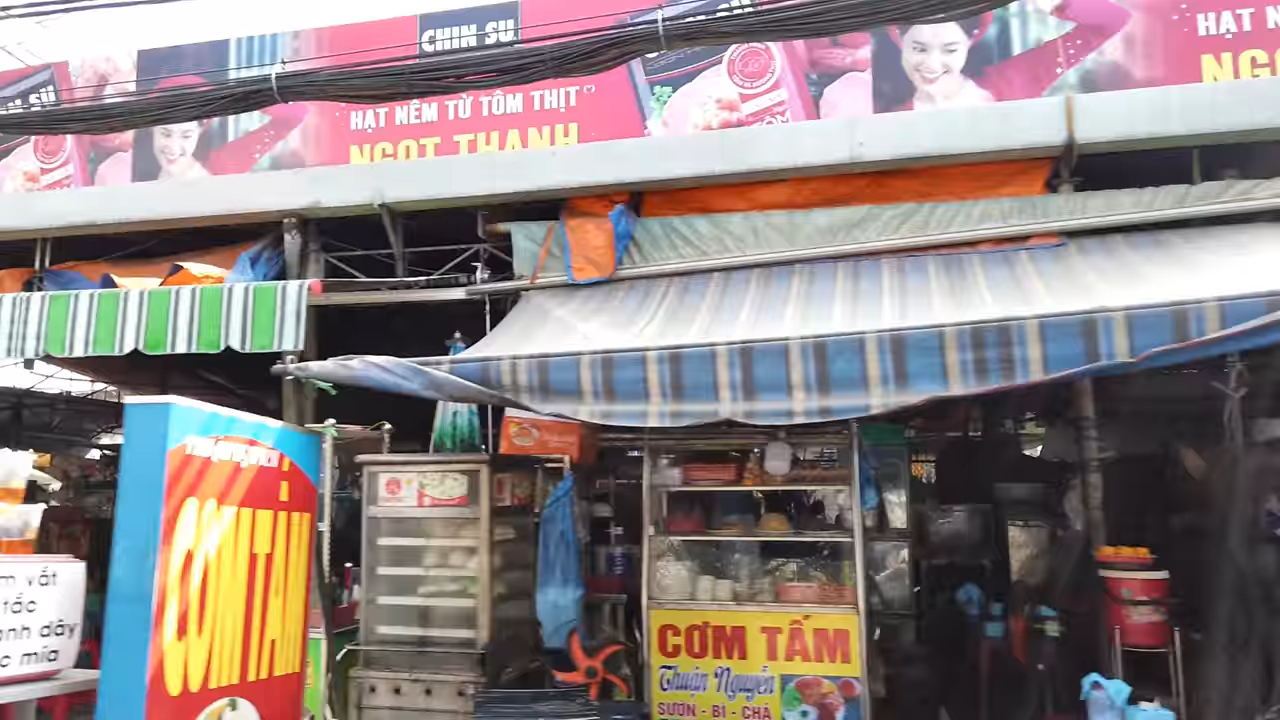 CHIN SU
HẠT NÊM TỪ TÔM THỊT
NGỌT THANH
HẠT N
NGỌ
CƠM TẤM
CƠM TẤM
Thuận Nguyễn
SƯỜN - BÌ - CHẢ
m vắt
tắc
nh dây
c mía